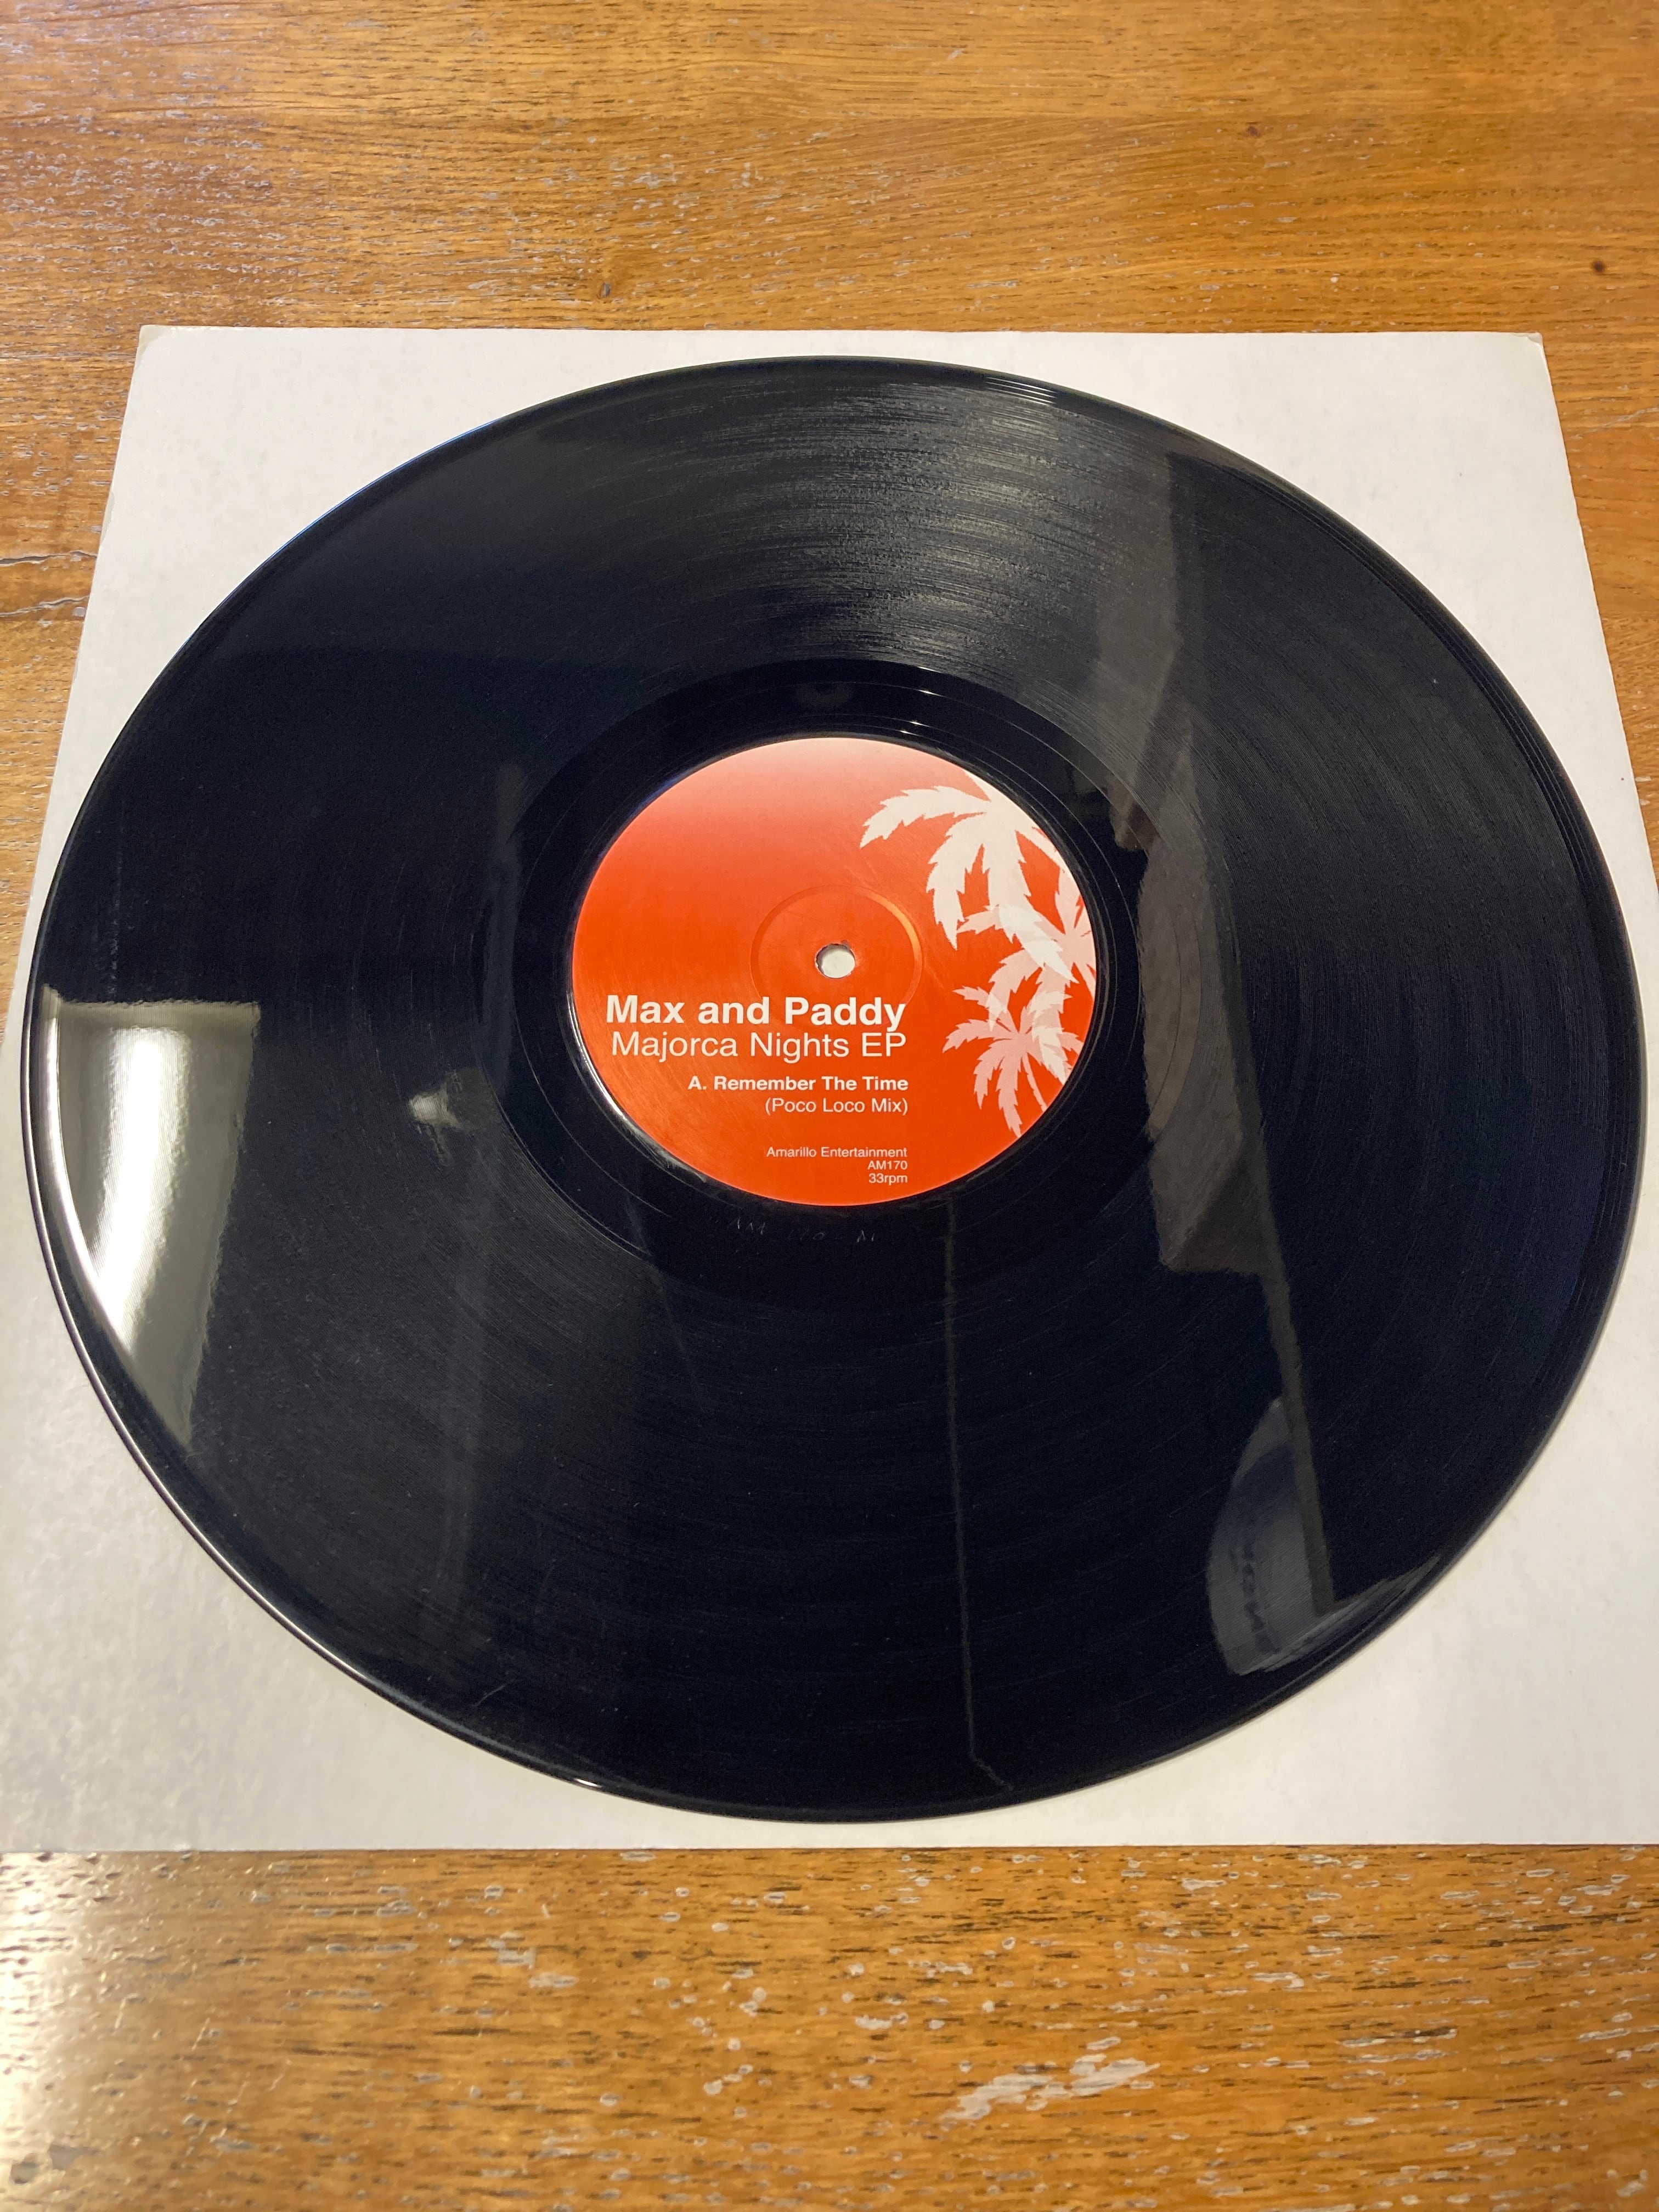 Max and Paddy
Majorca Nights EP
A. Remember The Time
(Poco Loco Mix)
Amarillo Entertainment
AM170
33rpm